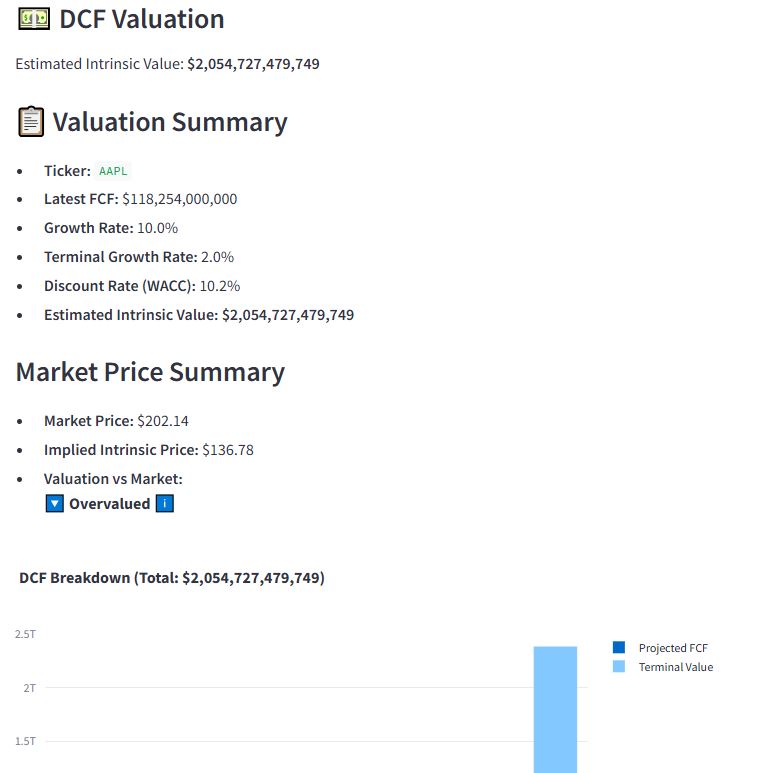 DCF Valuation
Estimated Intrinsic Value: $2,054,727,479,749
Valuation Summary
Ticker: AAPL
Latest FCF: $118,254,000,000
Growth Rate: 10.0%
Terminal Growth Rate: 2.0%
Discount Rate (WACC): 10.2%
Estimated Intrinsic Value: $2,054,727,479,749
Market Price Summary
Market Price: $202.14
Implied Intrinsic Price: $136.78
Valuation vs Market:
Overvalued
DCF Breakdown (Total: $2,054,727,479,749)
2.5T
Projected FCF
Terminal Value
2T
1.5T